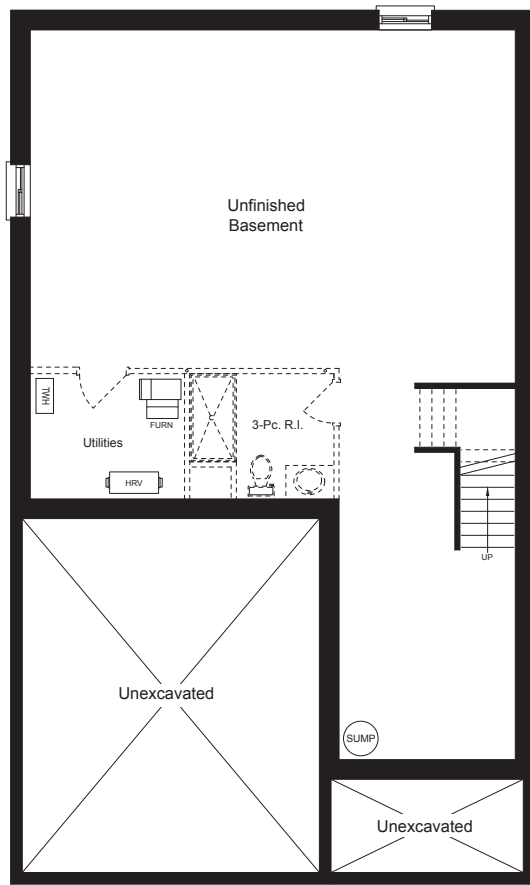 Unfinished
Basement
TWH
FURN
3-Pc. R.I.
Utilities
HRV
UP
Unexcavated
SUMP
Unexcavated